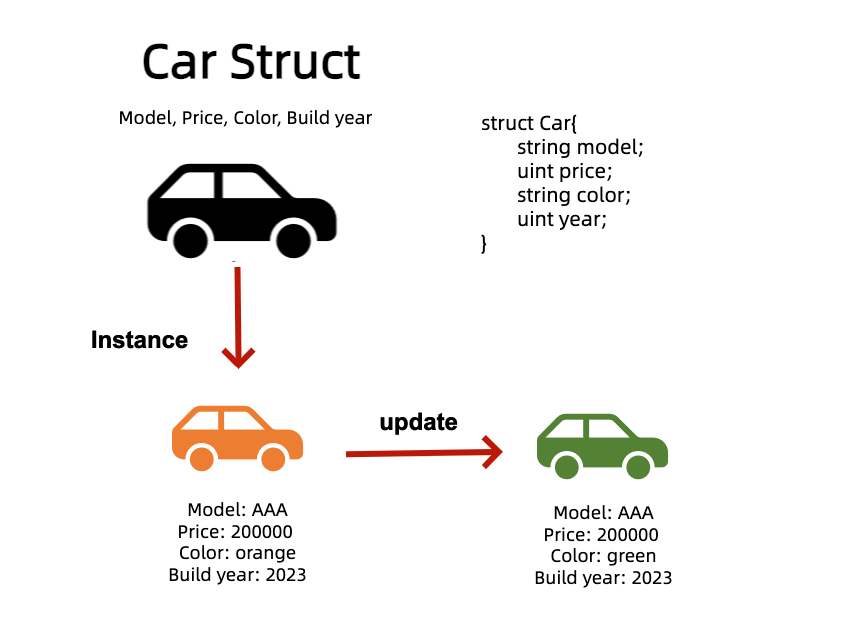 Car Struct
Model, Price, Color, Build year
struct Car{
string model;
uint price;
string color;
uint year;
}
Instance
update
Model: AAA
Price: 200000
Color: orange
Build year: 2023
Model: AAA
Price: 200000
Color: green
Build year: 2023